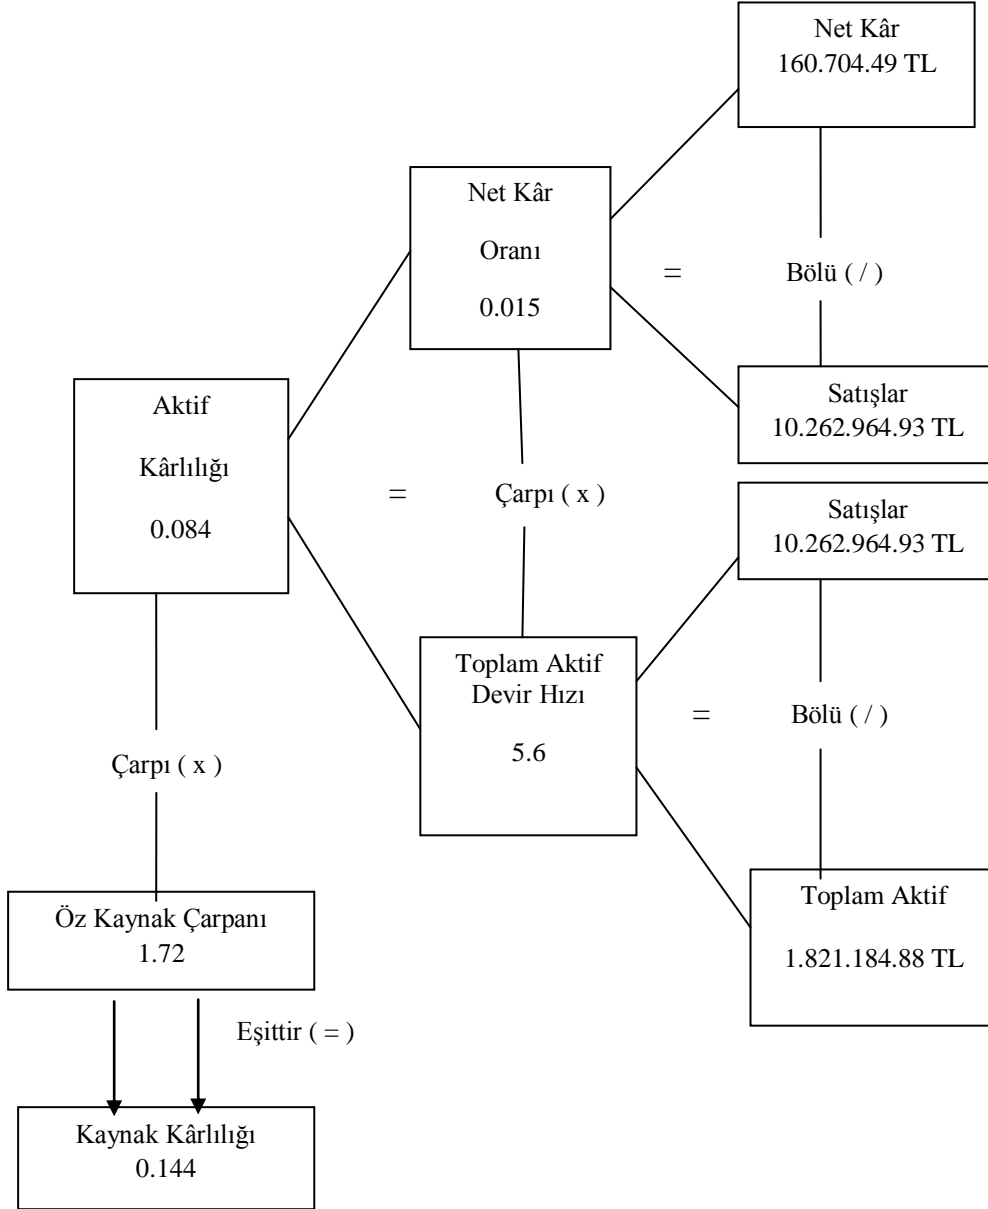 Net Kâr
160.704.49 TL
Net Kâr
Oranı
0.015
=
Bölü ( / )
Satışlar
10.262.964.93 TL
Aktif
Kârlılığı
0.084
=
Çarpı ( x )
Satışlar
10.262.964.93 TL
Toplam Aktif
Devir Hızı
5.6
=
Bölü ( / )
Çarpı ( x )
Toplam Aktif
1.821.184.88 TL
Öz Kaynak Çarpanı
1.72
Eşittir ( = )
Kaynak Kârlılığı
0.144